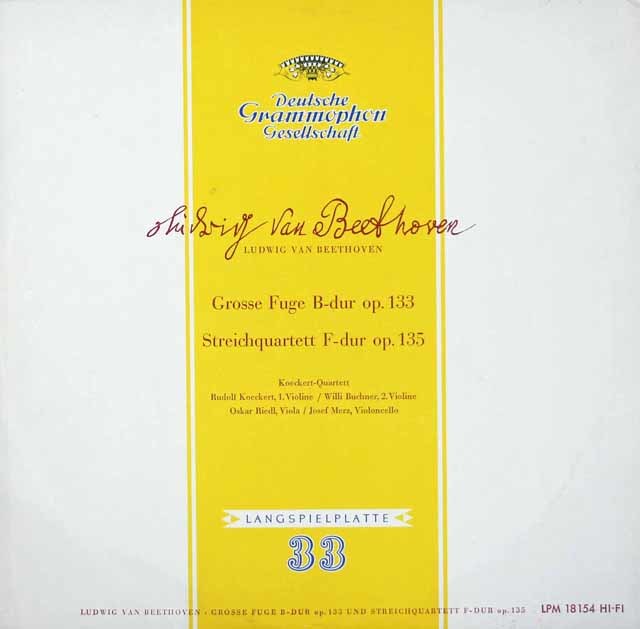 Deutsche
Grammophon
Gesellschaft
Ludwig van Beethoven
LUDWIG VAN BEETHOVEN
Grosse Fuge B-dur op. 133
Streichquartett F-dur op. 135
Koeckert-Quartett
Rudolf Koeckert, 1. Violine / Willi Buchner, 2. Violine
Oskar Riedl, Viola / Josef Merz, Violoncello
LANGSPIELPLATTE
33
LUDWIG VAN BEETHOVEN · GROSSE FUGE B-DUR op. 133 UND STREICHQUARTETT F-DUR op. 135 LPM 18154 HI-FI